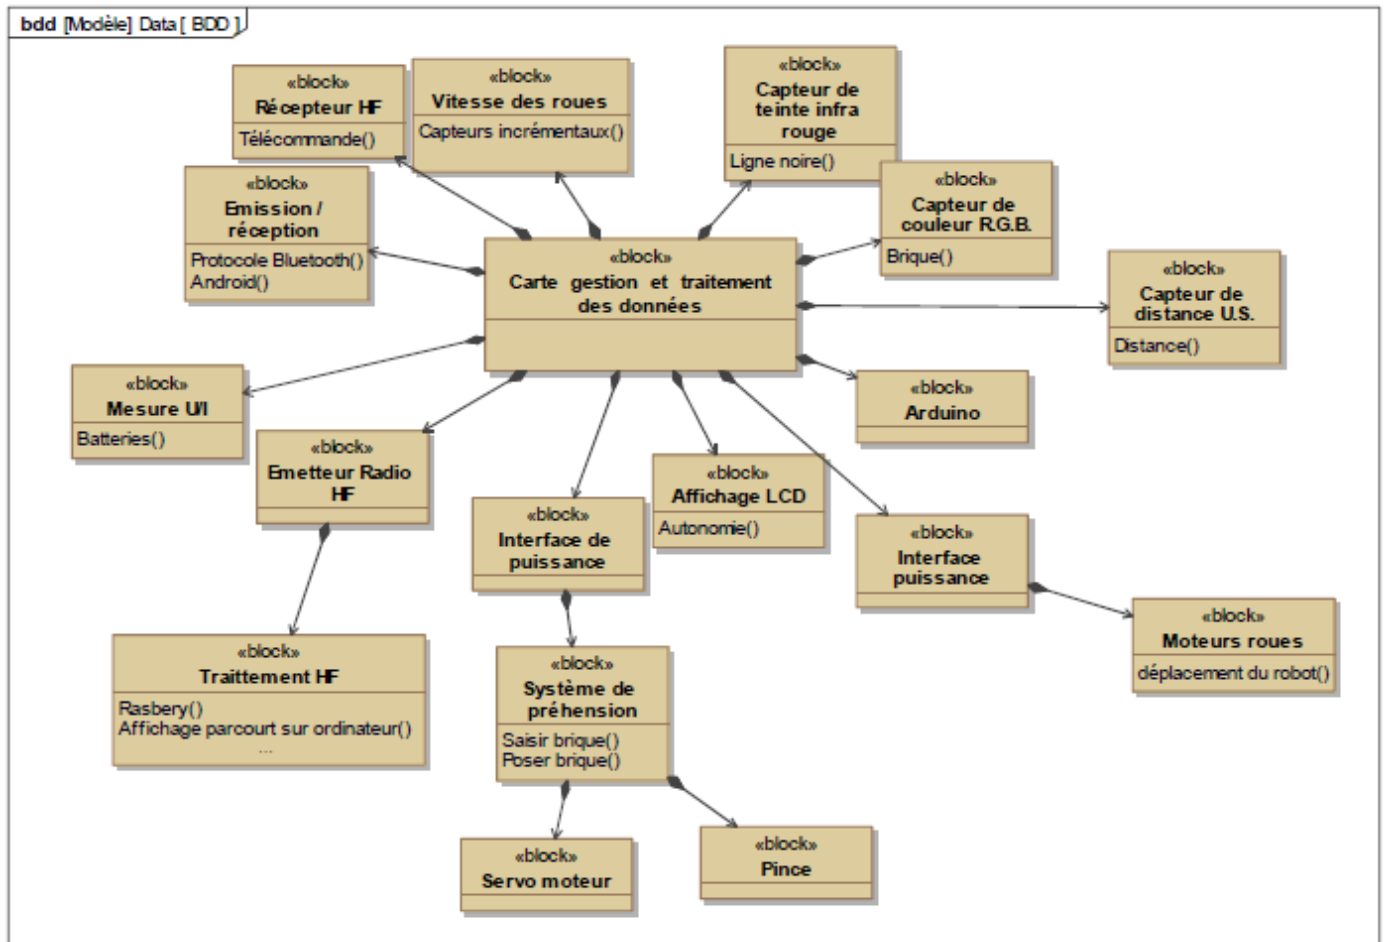 bdd [Modèle] Data [ BDD ]
«block»
Récepteur HF
Télécommande()
«block»
Vitesse des roues
Capteurs incrémentaux()
«block»
Capteur de
teinte infra
rouge
Ligne noire()
«block»
Emission /
réception
Protocole Bluetooth()
Android()
«block»
Capteur de
couleur R.G.B.
Brique()
«block»
Carte gestion et traitement
des données
«block»
Capteur de
distance U.S.
Distance()
«block»
Mesure U/I
Batteries()
«block»
Arduino
«block»
Emetteur Radio
HF
«block»
Affichage LCD
Autonomie()
«block»
Interface de
puissance
«block»
Interface
puissance
«block»
Moteurs roues
déplacement du robot()
«block»
Traittement HF
Rasbery()
Affichage parcourt sur ordinateur()
...
«block»
Système de
préhension
Saisir brique()
Poser brique()
«block»
Servo moteur
«block»
Pince